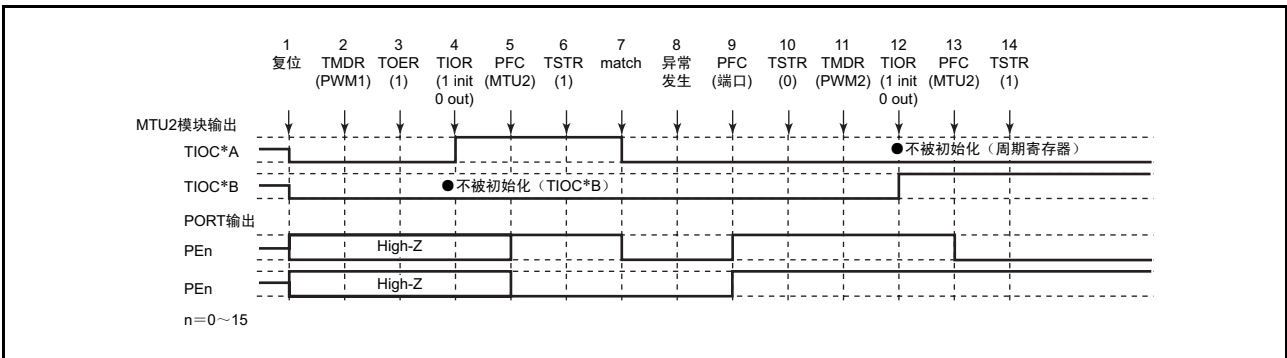 1 2 3 4 5 6 7 8 9 10 11 12 13 14
复位 TMDR TOER TIOR PFC TSTR match 异常 PFC TSTR TMDR TIOR PFC TSTR
(PWM1) (1) (1 init (MTU2) (1) 发生 (端口) (0) (PWM2) (1 init (MTU2) (1)
0 out) 0 out)
MTU2模块输出
TIOC*A ●不被初始化（周期寄存器）
TIOC*B ●不被初始化（TIOC*B）
PORT输出
PEn High-Z
PEn High-Z
n＝0～15